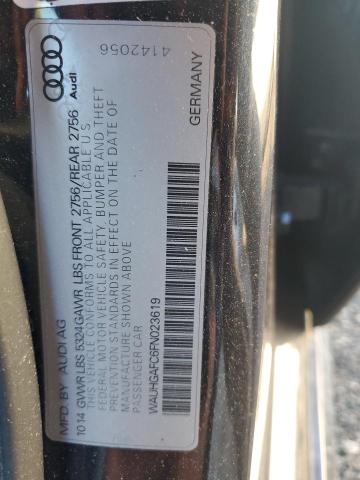 MFD. BY AUDI AG
10 14 GVWR LBS 5324 GAWR LBS FRONT 2756/REAR 2756
THIS VEHICLE CONFORMS TO ALL APPLICABLE U.S.
FEDERAL MOTOR VEHICLE SAFETY, BUMPER AND THEFT
PREVENTION STANDARDS IN EFFECT ON THE DATE OF
MANUFACTURE SHOWN ABOVE
PASSENGER CAR
WAUHGAFC6FN023619
GERMANY
Audi
4142056